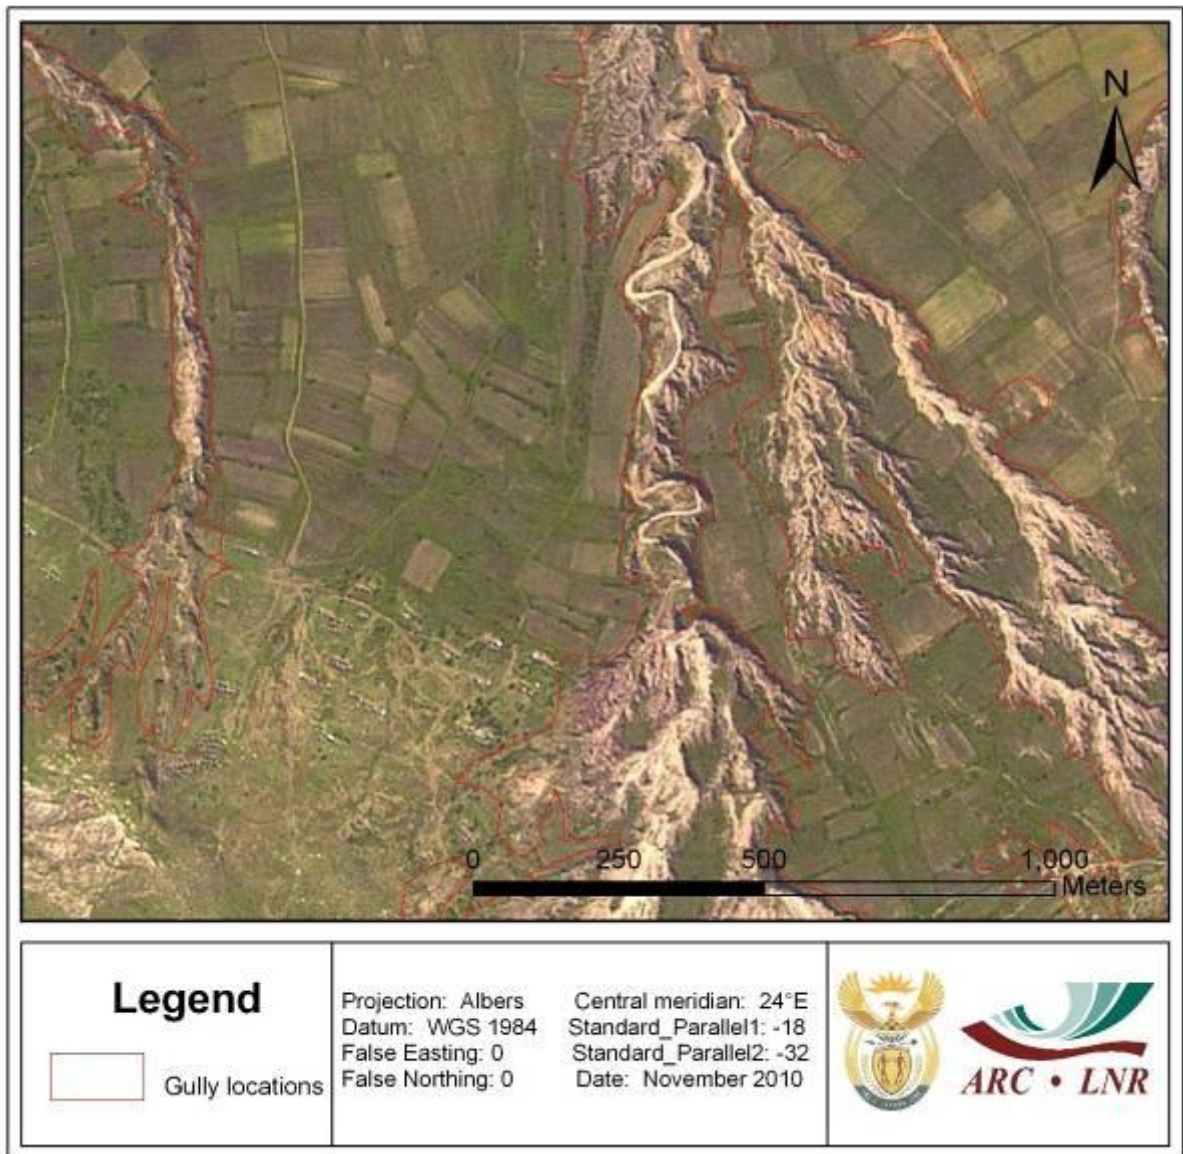 N
0 250 500 1,000
Meters
Legend
Gully locations
Projection: Albers
Datum: WGS 1984
False Easting: 0
False Northing: 0
Central meridian: 24°E
Standard_Parallel1: -18
Standard_Parallel2: -32
Date: November 2010
ARC • LNR